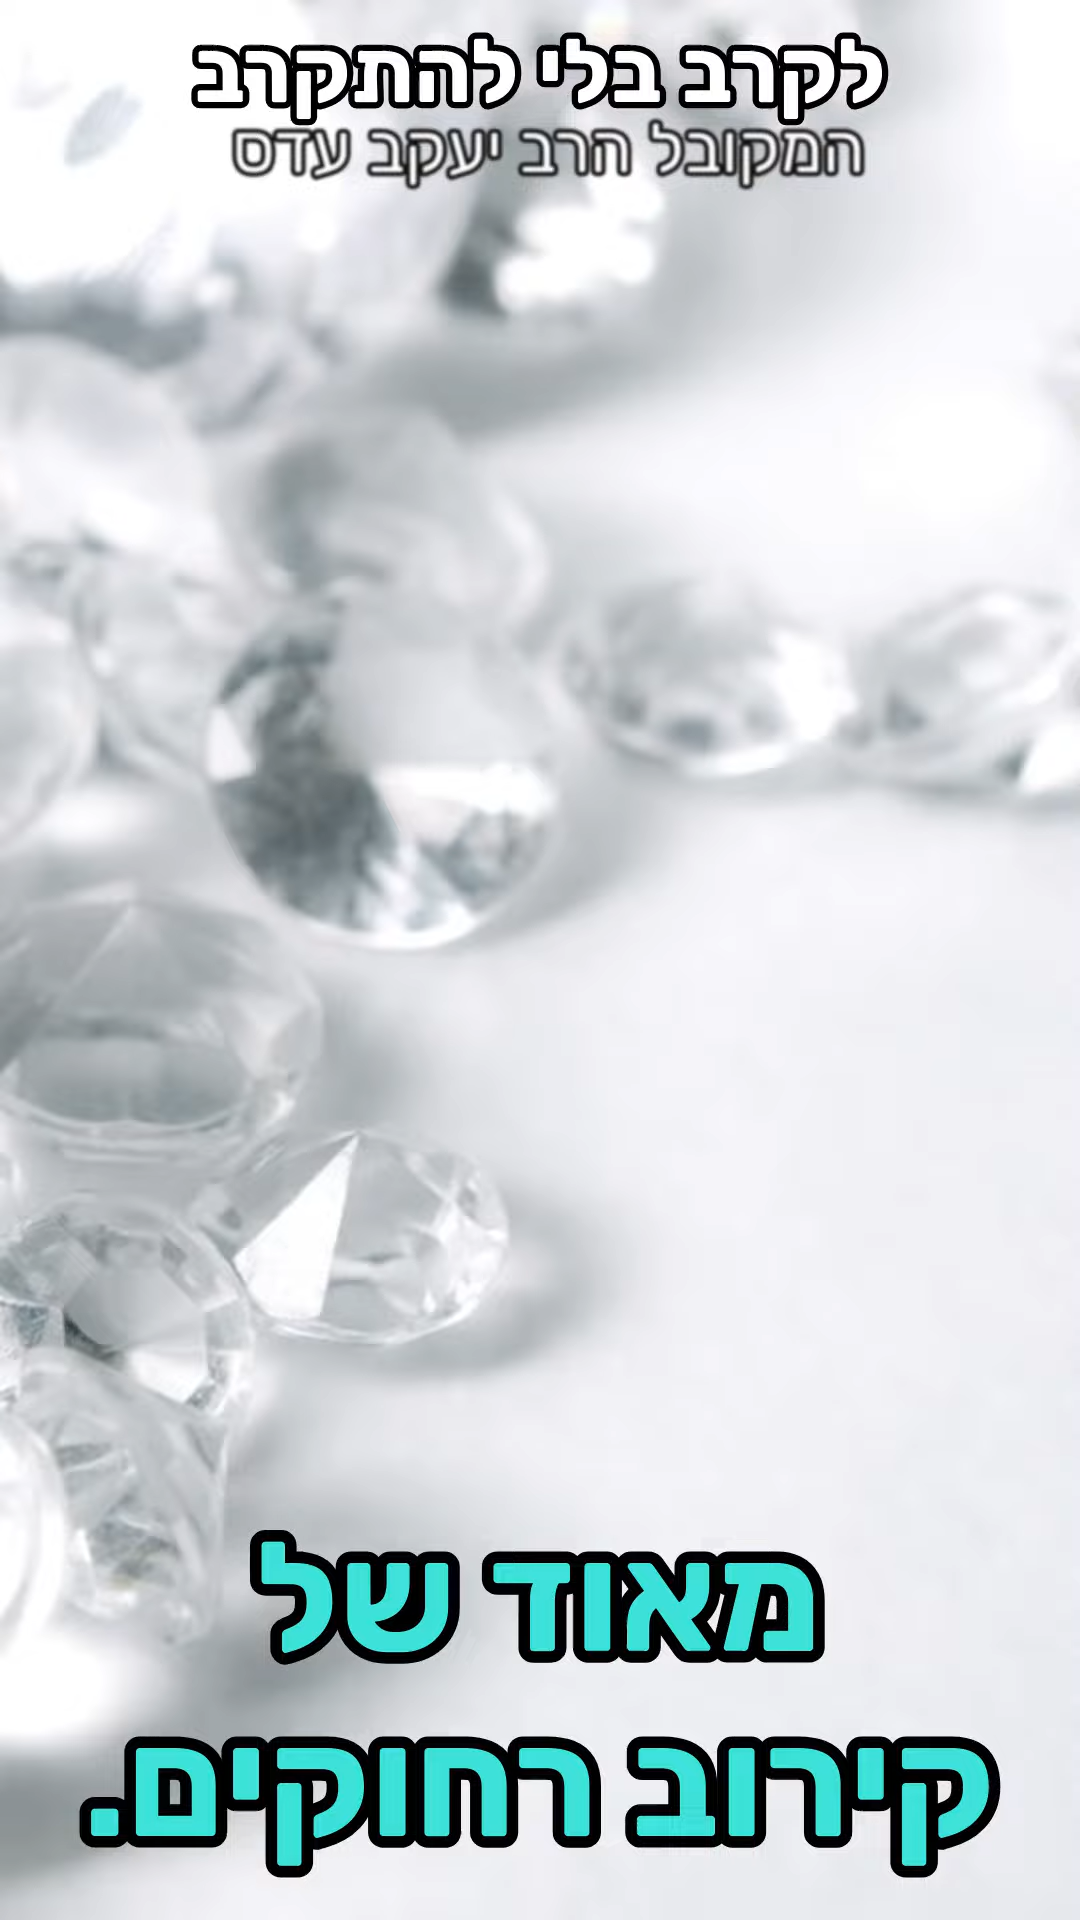 לקרב בלי להתקרב
המקובל הרב יעקב עדס
מאוד של
קירוב רחוקים.